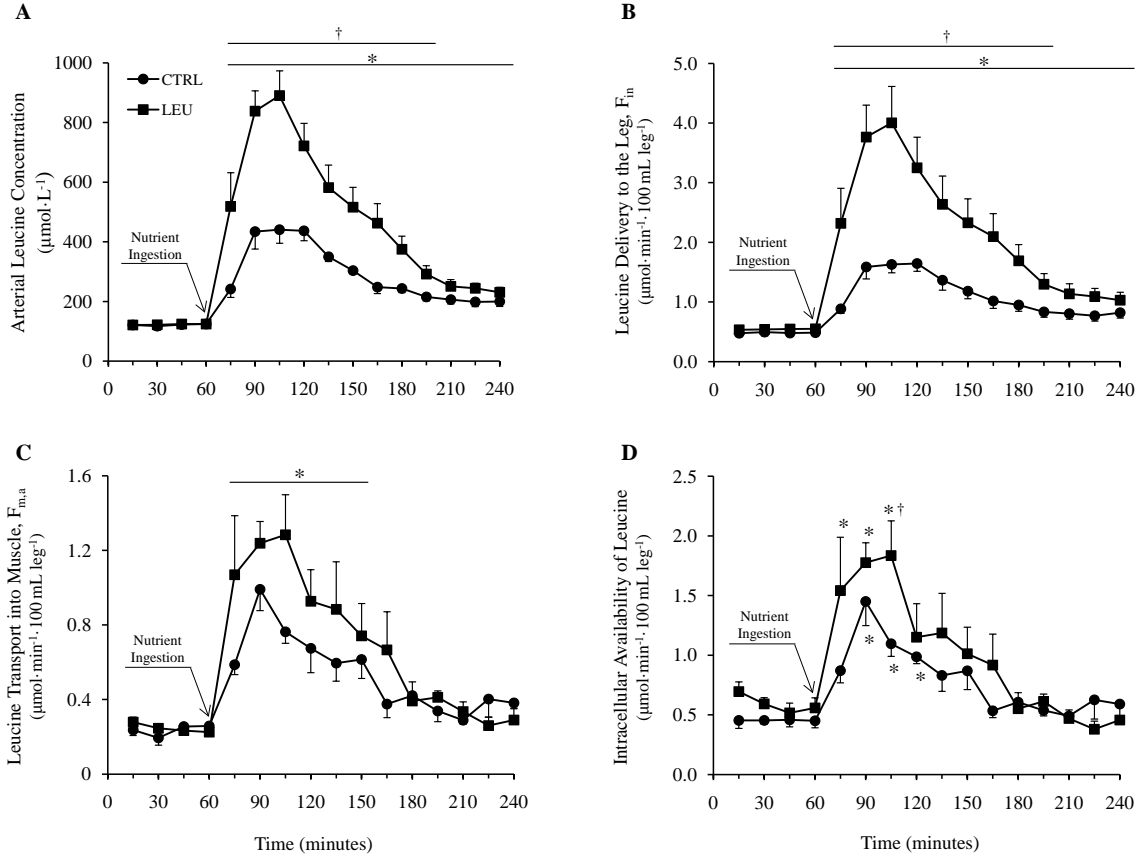 A
†
*
1000
800
600
400
200
0
CTRL
LEU
Nutrient
Ingestion
Arterial Leucine Concentration
(µmol·L-1)
0 30 60 90 120 150 180 210 240
B
†
*
5.0
4.0
3.0
2.0
1.0
0.0
Nutrient
Ingestion
Leucine Delivery to the Leg, Fin
(µmol·min-1·100 mL leg-1)
0 30 60 90 120 150 180 210 240
C
*
1.6
1.2
0.8
0.4
0
Nutrient
Ingestion
Leucine Transport into Muscle, Fm,a
(µmol·min-1·100 mL leg-1)
0 30 60 90 120 150 180 210 240
Time (minutes)
D
2.5
2.0
1.5
1.0
0.5
0.0
* * *†
* * *
Nutrient
Ingestion
Intracellular Availability of Leucine
(µmol·min-1·100 mL leg-1)
0 30 60 90 120 150 180 210 240
Time (minutes)